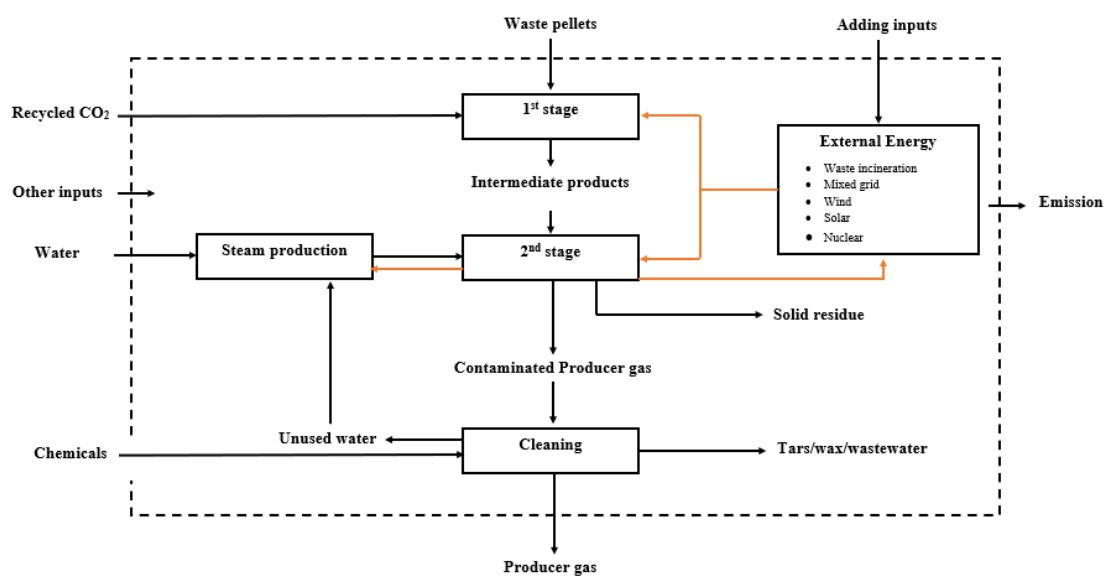 Waste pellets
Adding inputs
Recycled CO₂
1st stage
External Energy
• Waste incineration
• Mixed grid
• Wind
• Solar
• Nuclear
Intermediate products
Other inputs
Emission
Water
Steam production
2nd stage
Solid residue
Contaminated Producer gas
Unused water
Cleaning
Chemicals
Tars/wax/wastewater
Producer gas